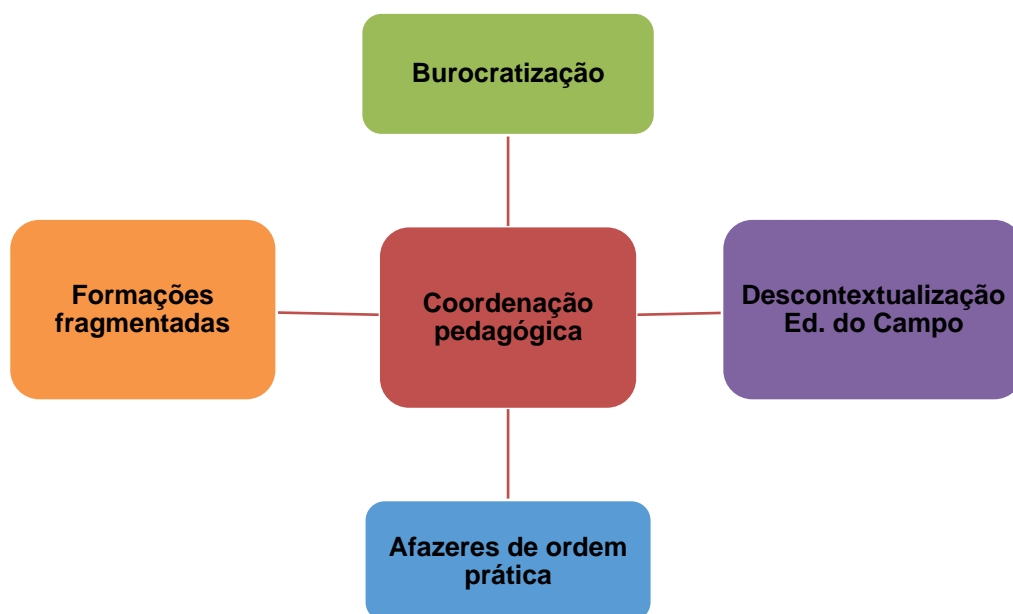 Burocratização
Formações
fragmentadas
Coordenação
pedagógica
Descontextualização
Ed. do Campo
Afazeres de ordem
prática